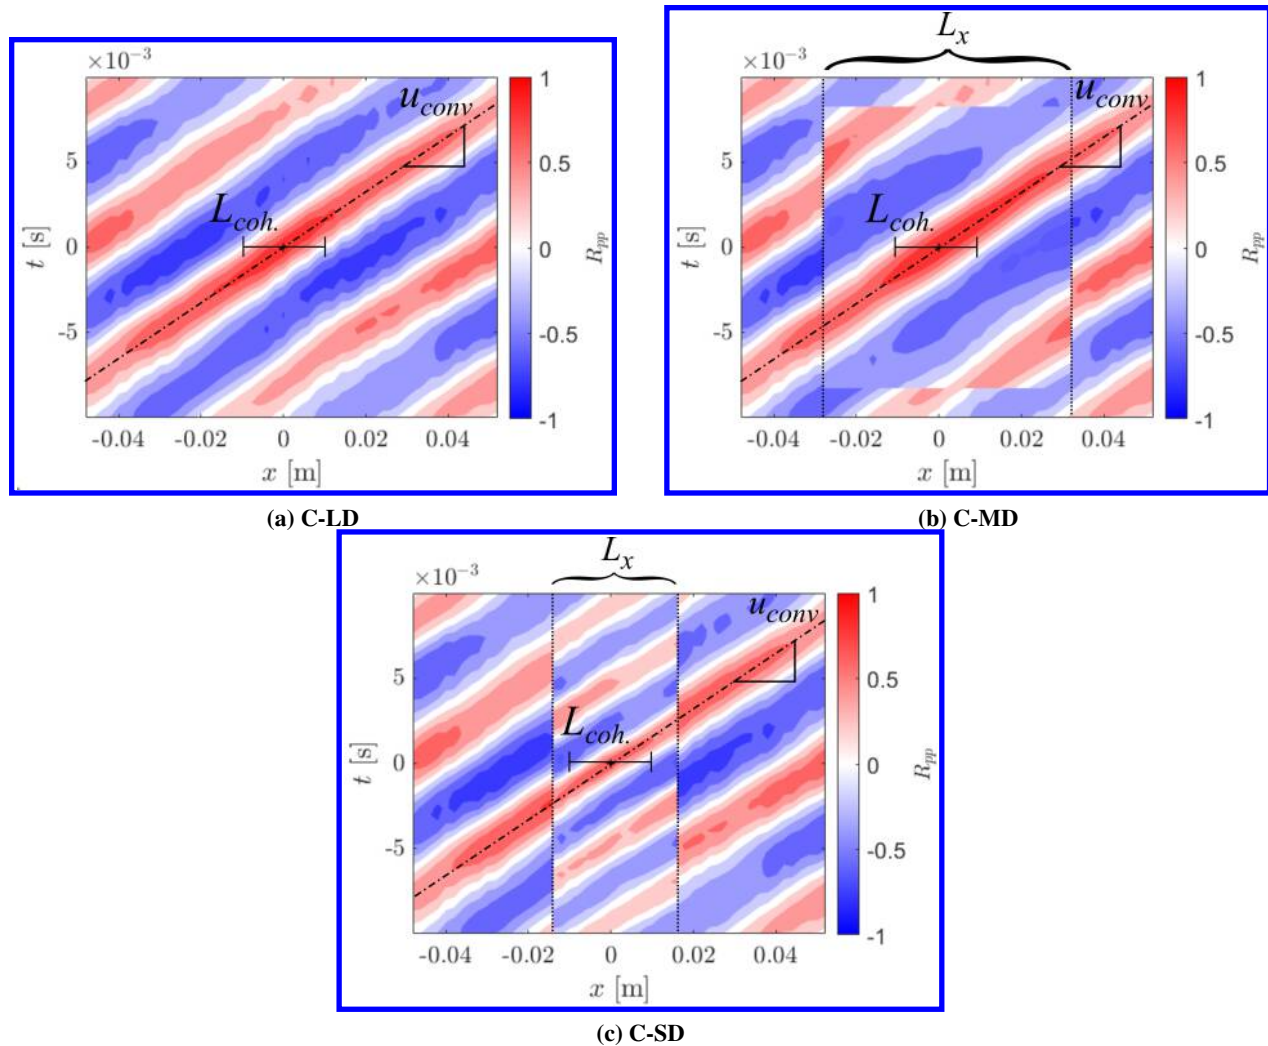 ×10⁻³
u_conv
L_coh.
5
0
-5
t [s]
-0.04 -0.02 0 0.02 0.04
x [m]
1
0.5
0
-0.5
-1
R_pp
(a) C-LD
L_x
×10⁻³
u_conv
L_coh.
5
0
-5
t [s]
-0.04 -0.02 0 0.02 0.04
x [m]
1
0.5
0
-0.5
-1
R_pp
(b) C-MD
L_x
×10⁻³
u_conv
L_coh.
5
0
-5
t [s]
-0.04 -0.02 0 0.02 0.04
x [m]
1
0.5
0
-0.5
-1
R_pp
(c) C-SD